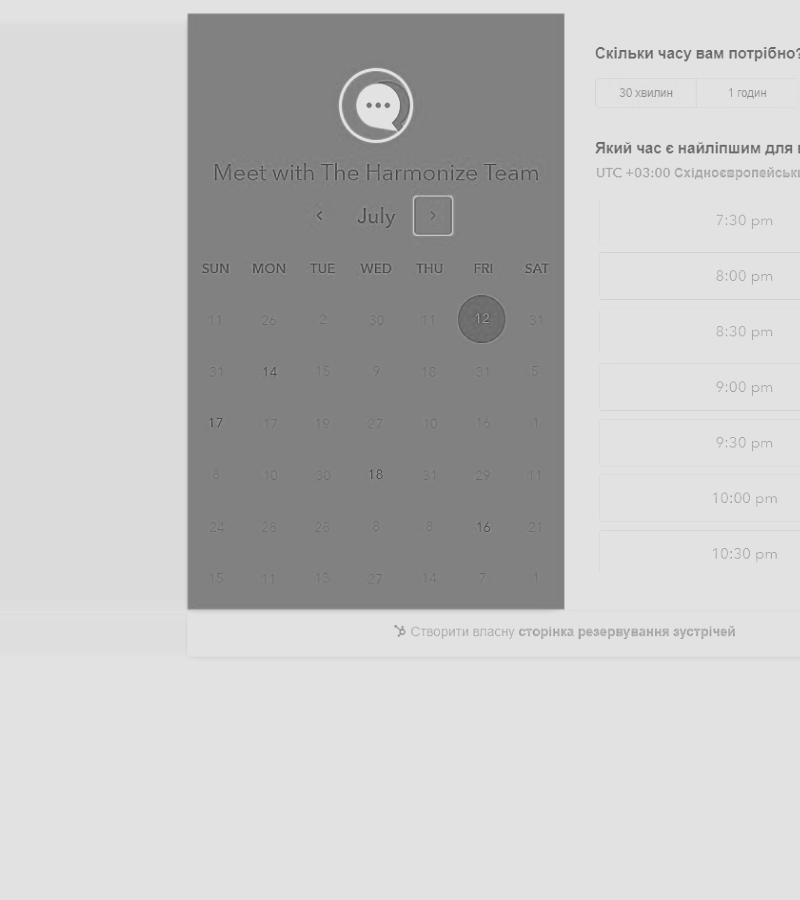 Meet with The Harmonize Team
July
SUN MON TUE WED THU FRI SAT
11 26 2 30 11 12 31
31 14 15 9 18 31 5
17 17 19 27 10 16 1
8 10 30 18 31 29 11
24 28 28 8 8 16 21
15 11 13 27 14 7 1
Скільки часу вам потрібно?
30 хвилин 1 годин
Який час є найліпшим для
UTC +03:00
7:30 pm
8:00 pm
8:30 pm
9:00 pm
9:30 pm
10:00 pm
10:30 pm
Створити власну сторінка резервування зустрічей